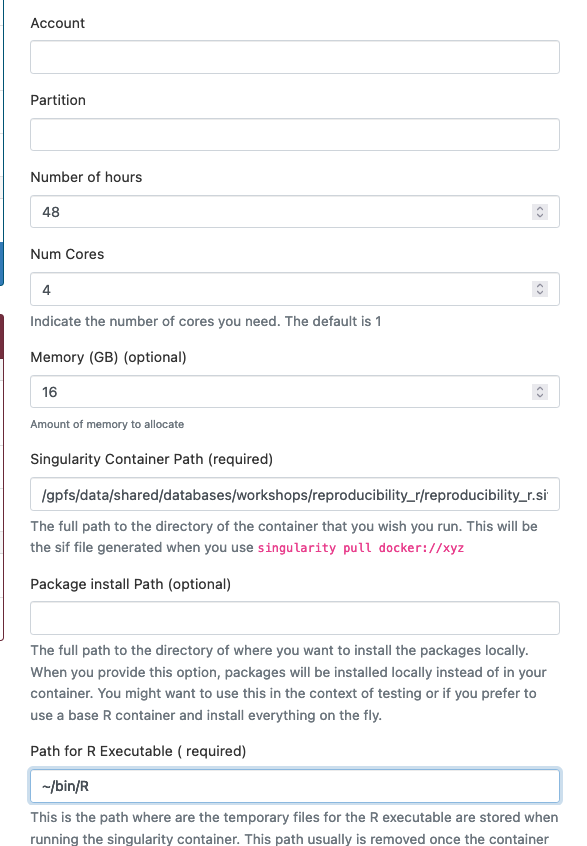 Account
Partition
Number of hours
48
Num Cores
4
Indicate the number of cores you need. The default is 1
Memory (GB) (optional)
16
Amount of memory to allocate
Singularity Container Path (required)
/gpfs/data/shared/databases/workshops/reproducibility_r/reproducibility_r.si
The full path to the directory of the container that you wish you run. This will be
the sif file generated when you use singularity pull docker://xyz
Package install Path (optional)
The full path to the directory of where you want to install the packages locally.
When you provide this option, packages will be installed locally instead of in your
container. You might want to use this in the context of testing or if you prefer to
use a base R container and install everything on the fly.
Path for R Executable ( required)
~/bin/R
This is the path where are the temporary files for the R executable are stored when
running the singularity container. This path usually is removed once the container